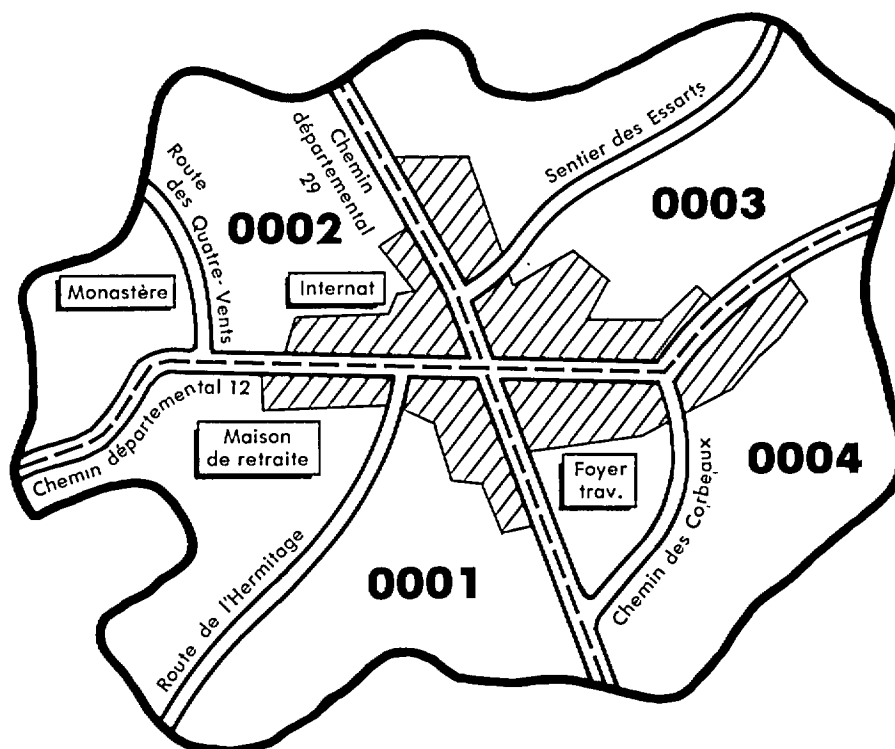 Sentier des Essarts
Chemin
départemental
29
Route
des Quatre-Vents
0002
0003
Monastère
Internat
Chemin départemental 12
Maison
de retraite
Foyer
trav.
0004
Chemin des Corbeaux
0001
Route de l'Hermitage